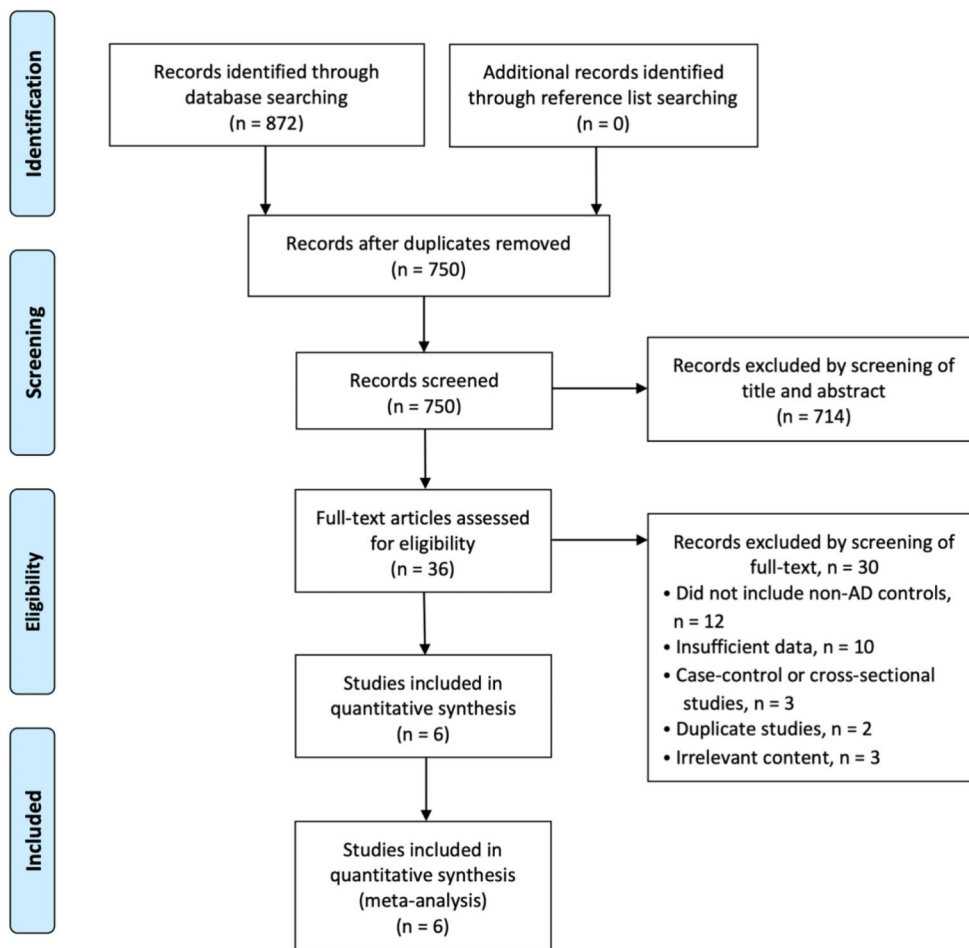 Identification
Records identified through
database searching
(n = 872)
Additional records identified
through reference list searching
(n = 0)
Records after duplicates removed
(n = 750)
Screening
Records screened
(n = 750)
Records excluded by screening of
title and abstract
(n = 714)
Eligibility
Full-text articles assessed
for eligibility
(n = 36)
Records excluded by screening of
full-text, n = 30
• Did not include non-AD controls,
n = 12
• Insufficient data, n = 10
• Case-control or cross-sectional
studies, n = 3
• Duplicate studies, n = 2
• Irrelevant content, n = 3
Studies included in
quantitative synthesis
(n = 6)
Included
Studies included in
quantitative synthesis
(meta-analysis)
(n = 6)